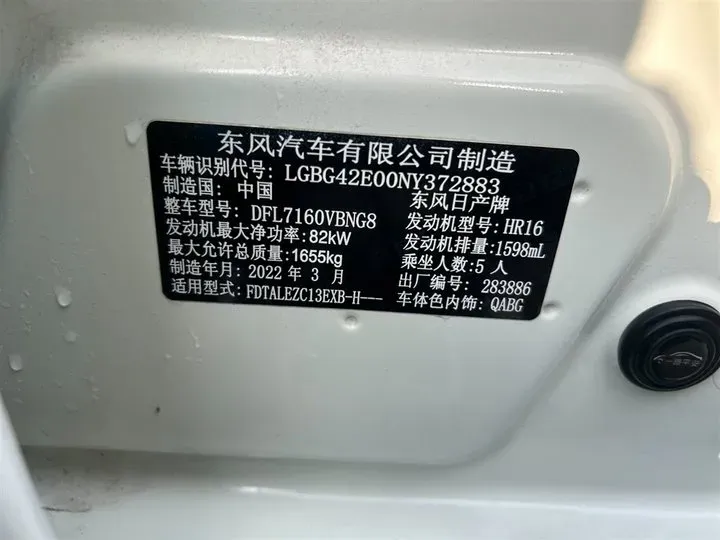 东风汽车有限公司制造
车辆识别代号: LGBG42E00NY372883
制造国: 中国 东风日产牌
整车型号: DFL7160VBNG8 发动机型号: HR16
发动机最大净功率: 82kW 发动机排量: 1598mL
最大允许总质量: 1655kg 乘坐人数: 5 人
制造年月: 2022 年 3 月 出厂编号: 283886
适用型式: FDTALEZC13EXB-H--- 车体色内饰: QABG
一路平安